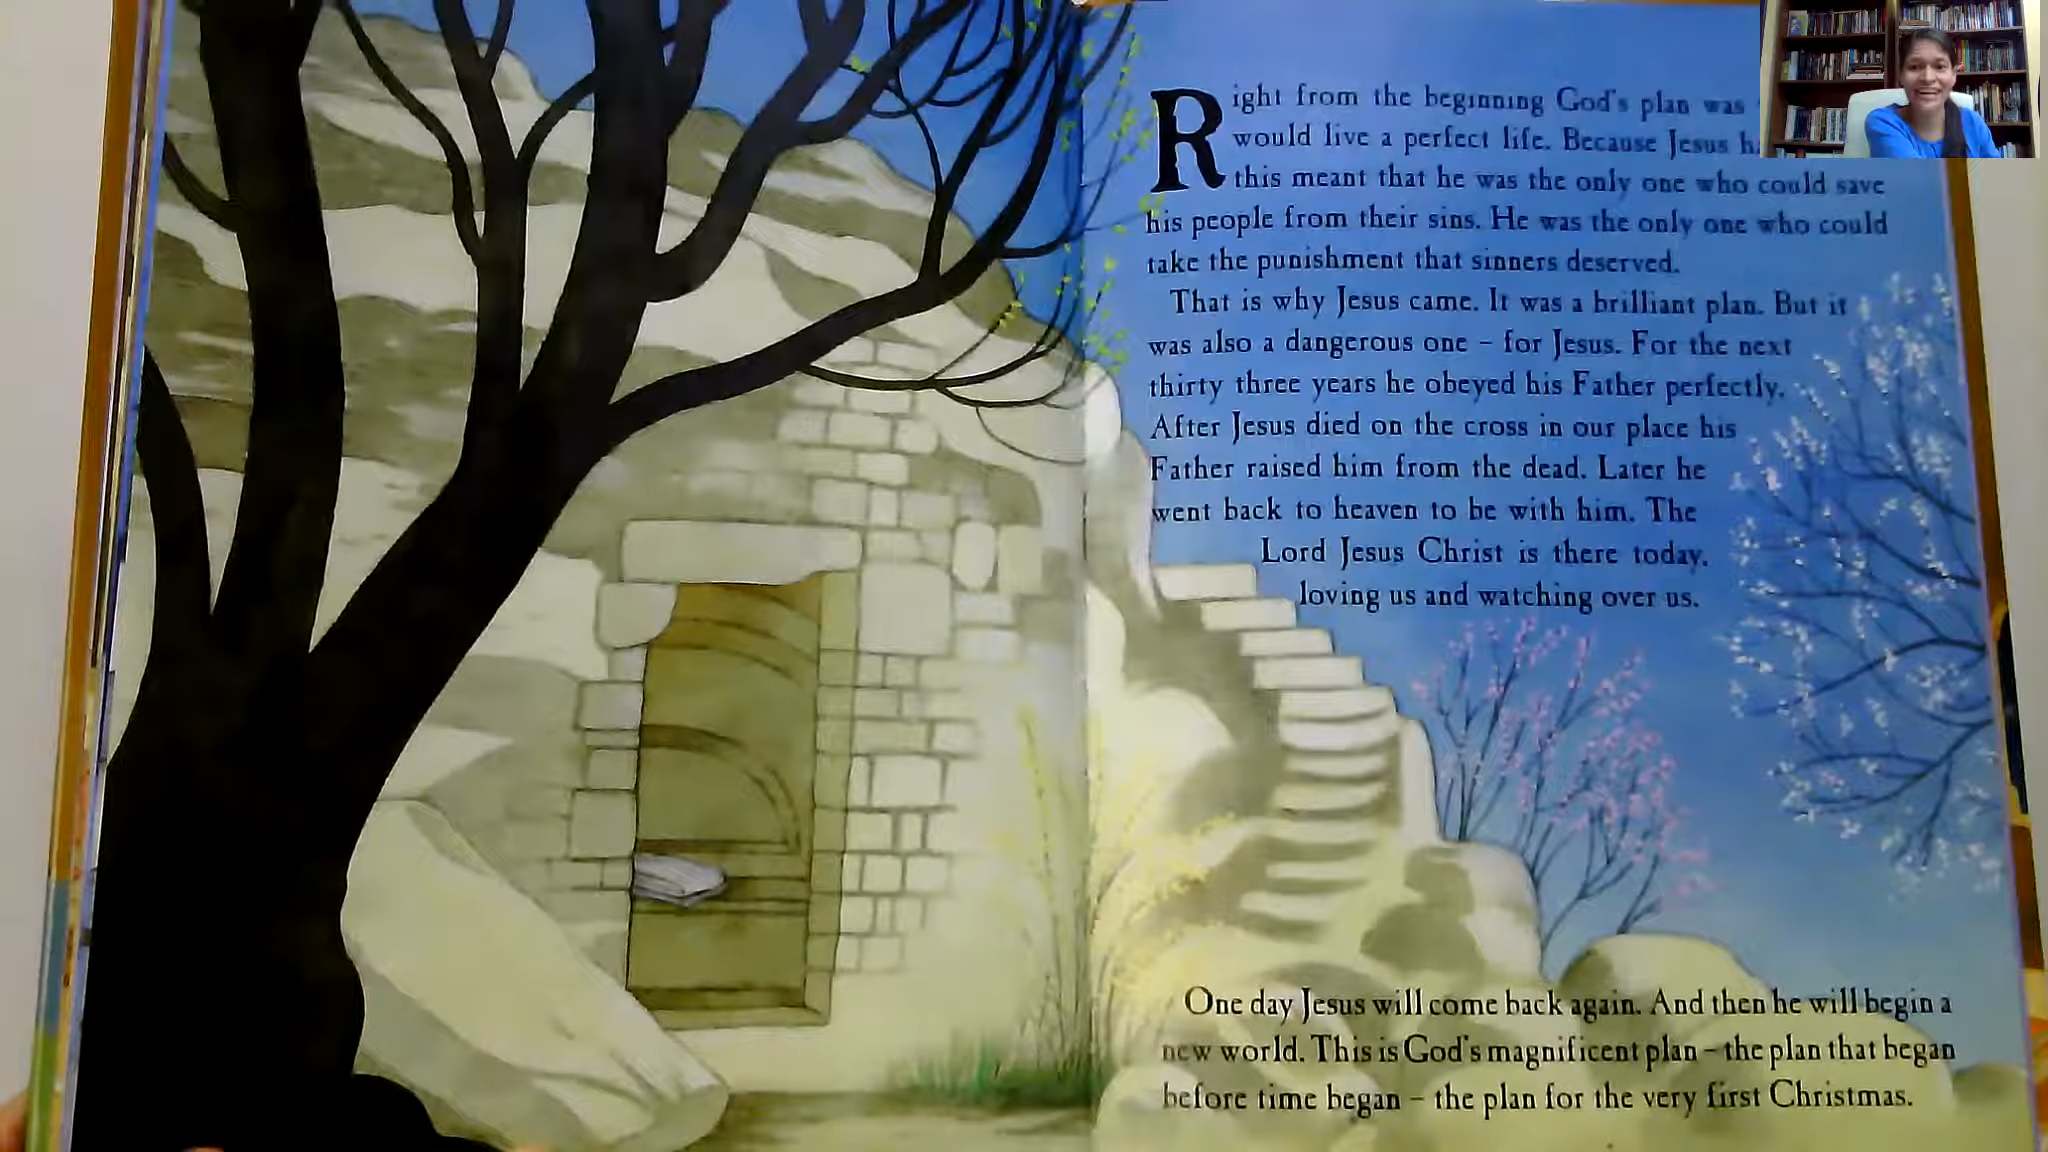 Right from the beginning God's plan was
would live a perfect life. Because Jesus
this meant that he was the only one who could save
his people from their sins. He was the only one who could
take the punishment that sinners deserved.
That is why Jesus came. It was a brilliant plan. But it
was also a dangerous one – for Jesus. For the next
thirty three years he obeyed his Father perfectly.
After Jesus died on the cross in our place his
Father raised him from the dead. Later he
went back to heaven to be with him. The
Lord Jesus Christ is there today,
loving us and watching over us.
One day Jesus will come back again. And then he will begin a
new world. This is God's magnificent plan – the plan that began
before time began – the plan for the very first Christmas.